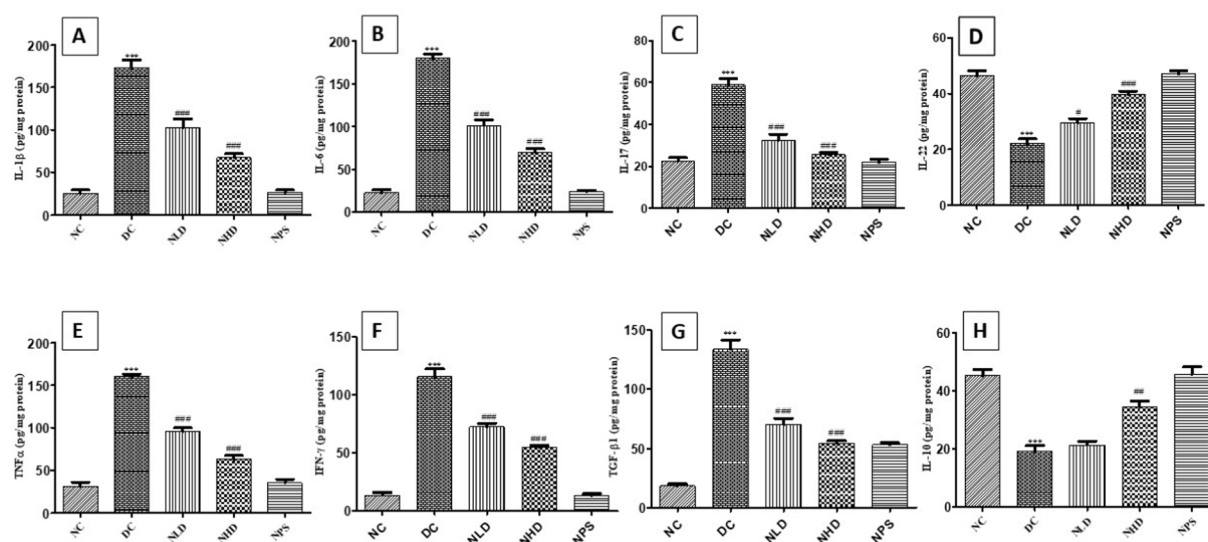 A
IL-1β (pg/mg protein)
200
150
100
50
0
***
###
###
NC DC NLD NHD NPS
B
IL-6 (pg/mg protein)
200
150
100
50
0
***
###
###
NC DC NLD NHD NPS
C
IL-17 (pg/mg protein)
80
60
40
20
0
***
###
###
NC DC NLD NHD NPS
D
IL-22 (pg/mg protein)
60
40
20
0
***
#
###
NC DC NLD NHD NPS
E
TNFα (pg/mg protein)
200
150
100
50
0
***
###
###
NC DC NLD NHD NPS
F
IFN-γ (pg/mg protein)
150
100
50
0
***
###
###
NC DC NLD NHD NPS
G
TGF-β1 (pg/mg protein)
150
100
50
0
***
###
###
NC DC NLD NHD NPS
H
IL-10 (pg/mg protein)
60
40
20
0
***
##
NC DC NLD NHD NPS